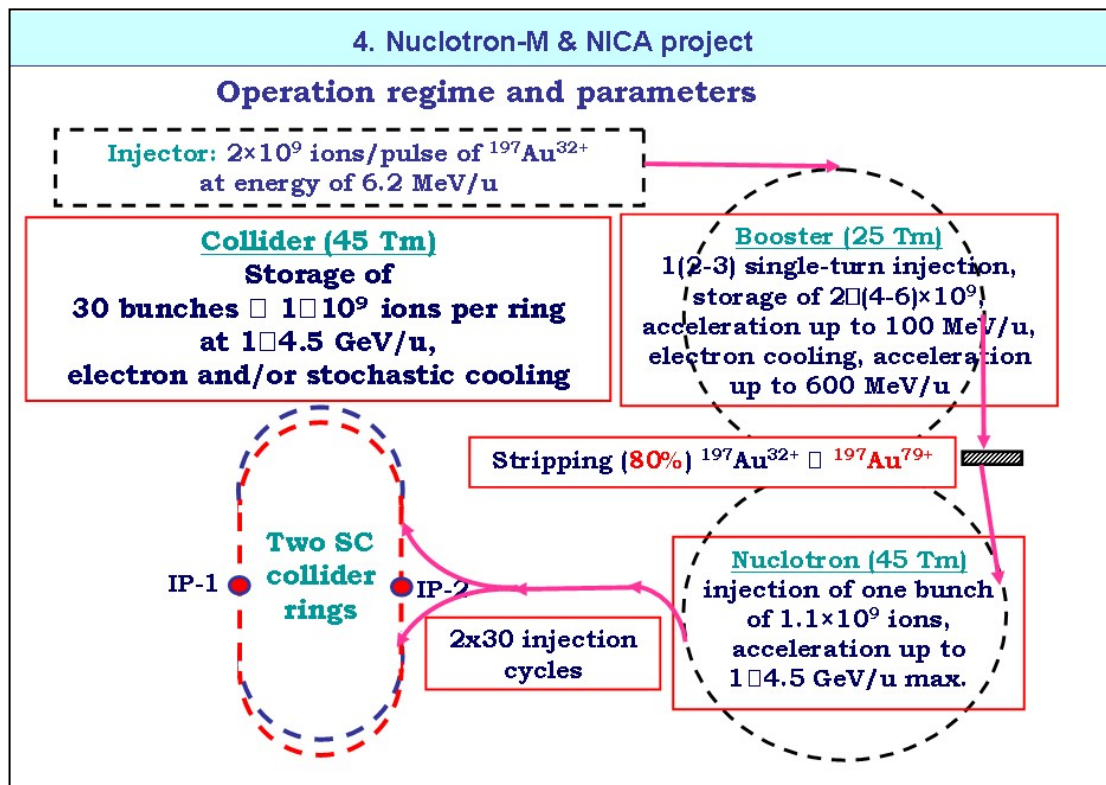 4. Nuclotron-M & NICA project
Operation regime and parameters
Injector: 2×10⁹ ions/pulse of ¹⁹⁷Au³²⁺
at energy of 6.2 MeV/u
Collider (45 Tm)
Storage of
30 bunches □ 1□10⁹ ions per ring
at 1□4.5 GeV/u,
electron and/or stochastic cooling
Booster (25 Tm)
1(2-3) single-turn injection,
storage of 2□(4-6)×10⁹,
acceleration up to 100 MeV/u,
electron cooling, acceleration
up to 600 MeV/u
Stripping (80%) ¹⁹⁷Au³²⁺ □ ¹⁹⁷Au⁷⁹⁺
Two SC
collider
rings
IP-1
IP-2
2x30 injection
cycles
Nuclotron (45 Tm)
injection of one bunch
of 1.1×10⁹ ions,
acceleration up to
1□4.5 GeV/u max.